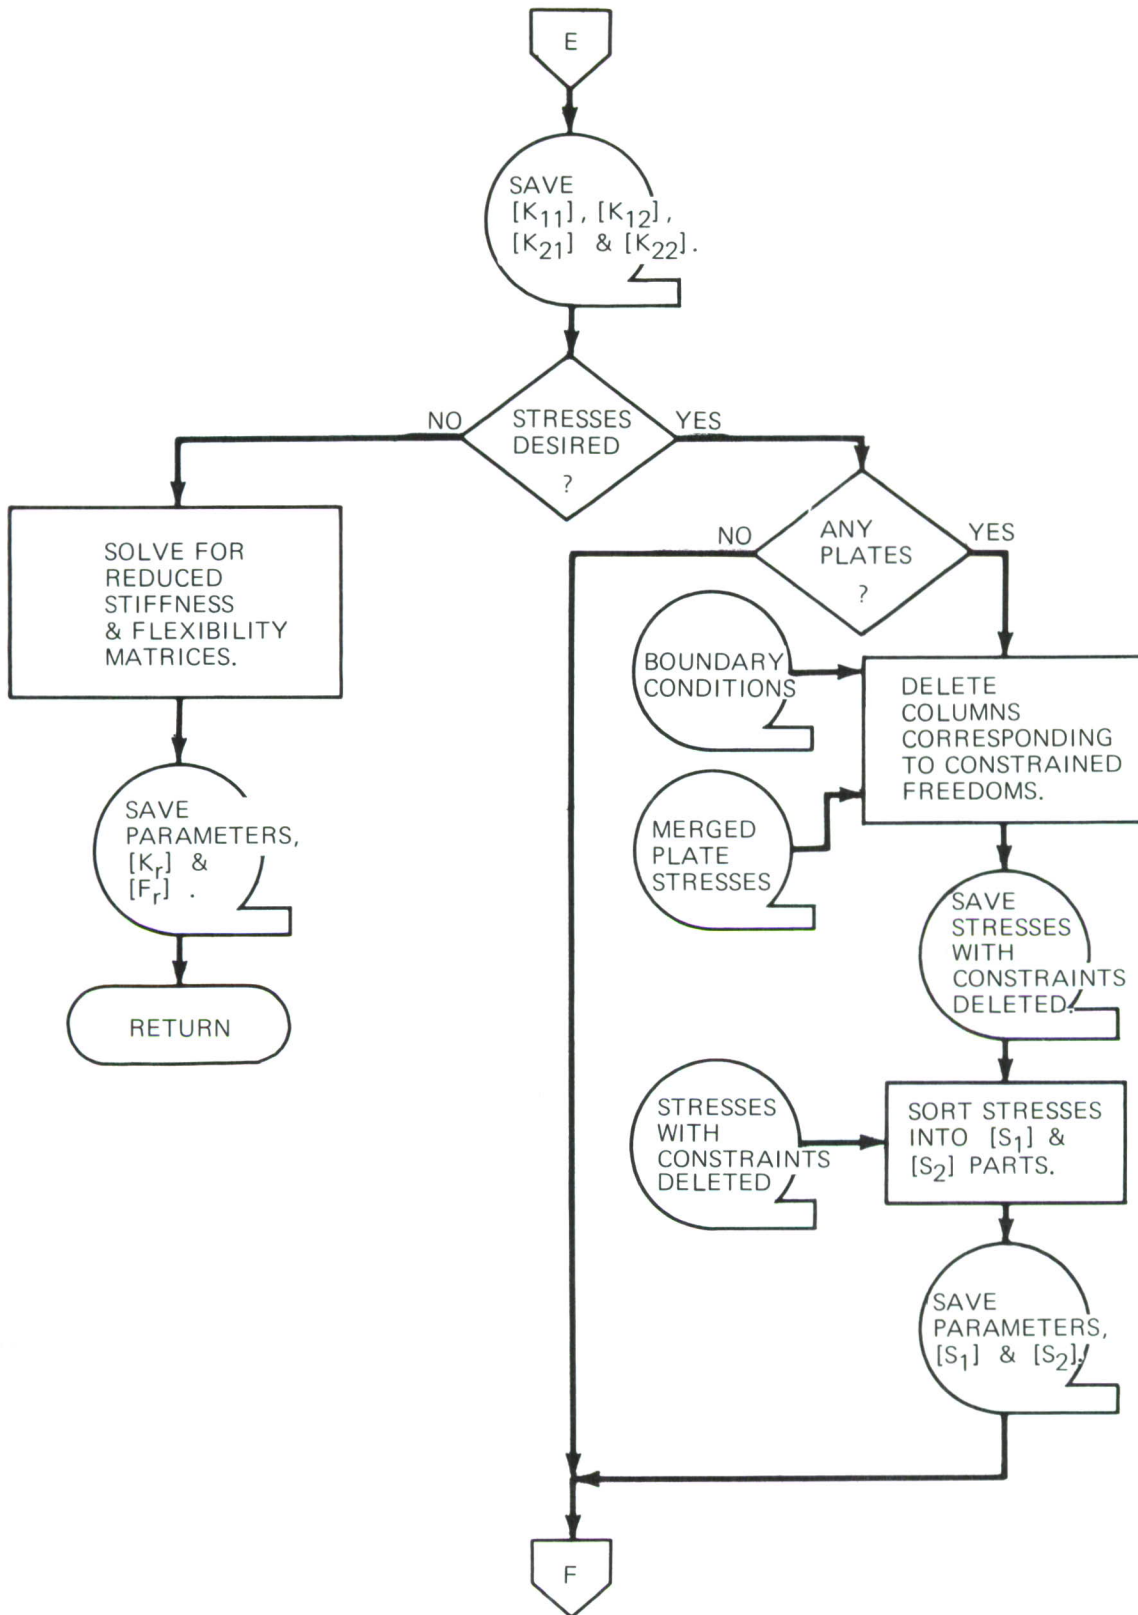 E
SAVE
[K11], [K12],
[K21] & [K22].
NO
STRESSES
DESIRED
?
YES
SOLVE FOR
REDUCED
STIFFNESS
& FLEXIBILITY
MATRICES.
SAVE
PARAMETERS,
[Kr] &
[Fr] .
RETURN
NO
ANY
PLATES
?
YES
BOUNDARY
CONDITIONS
DELETE
COLUMNS
CORRESPONDING
TO CONSTRAINED
FREEDOMS.
MERGED
PLATE
STRESSES
SAVE
STRESSES
WITH
CONSTRAINTS
DELETED.
STRESSES
WITH
CONSTRAINTS
DELETED
SORT STRESSES
INTO [S1] &
[S2] PARTS.
SAVE
PARAMETERS,
[S1] & [S2].
F